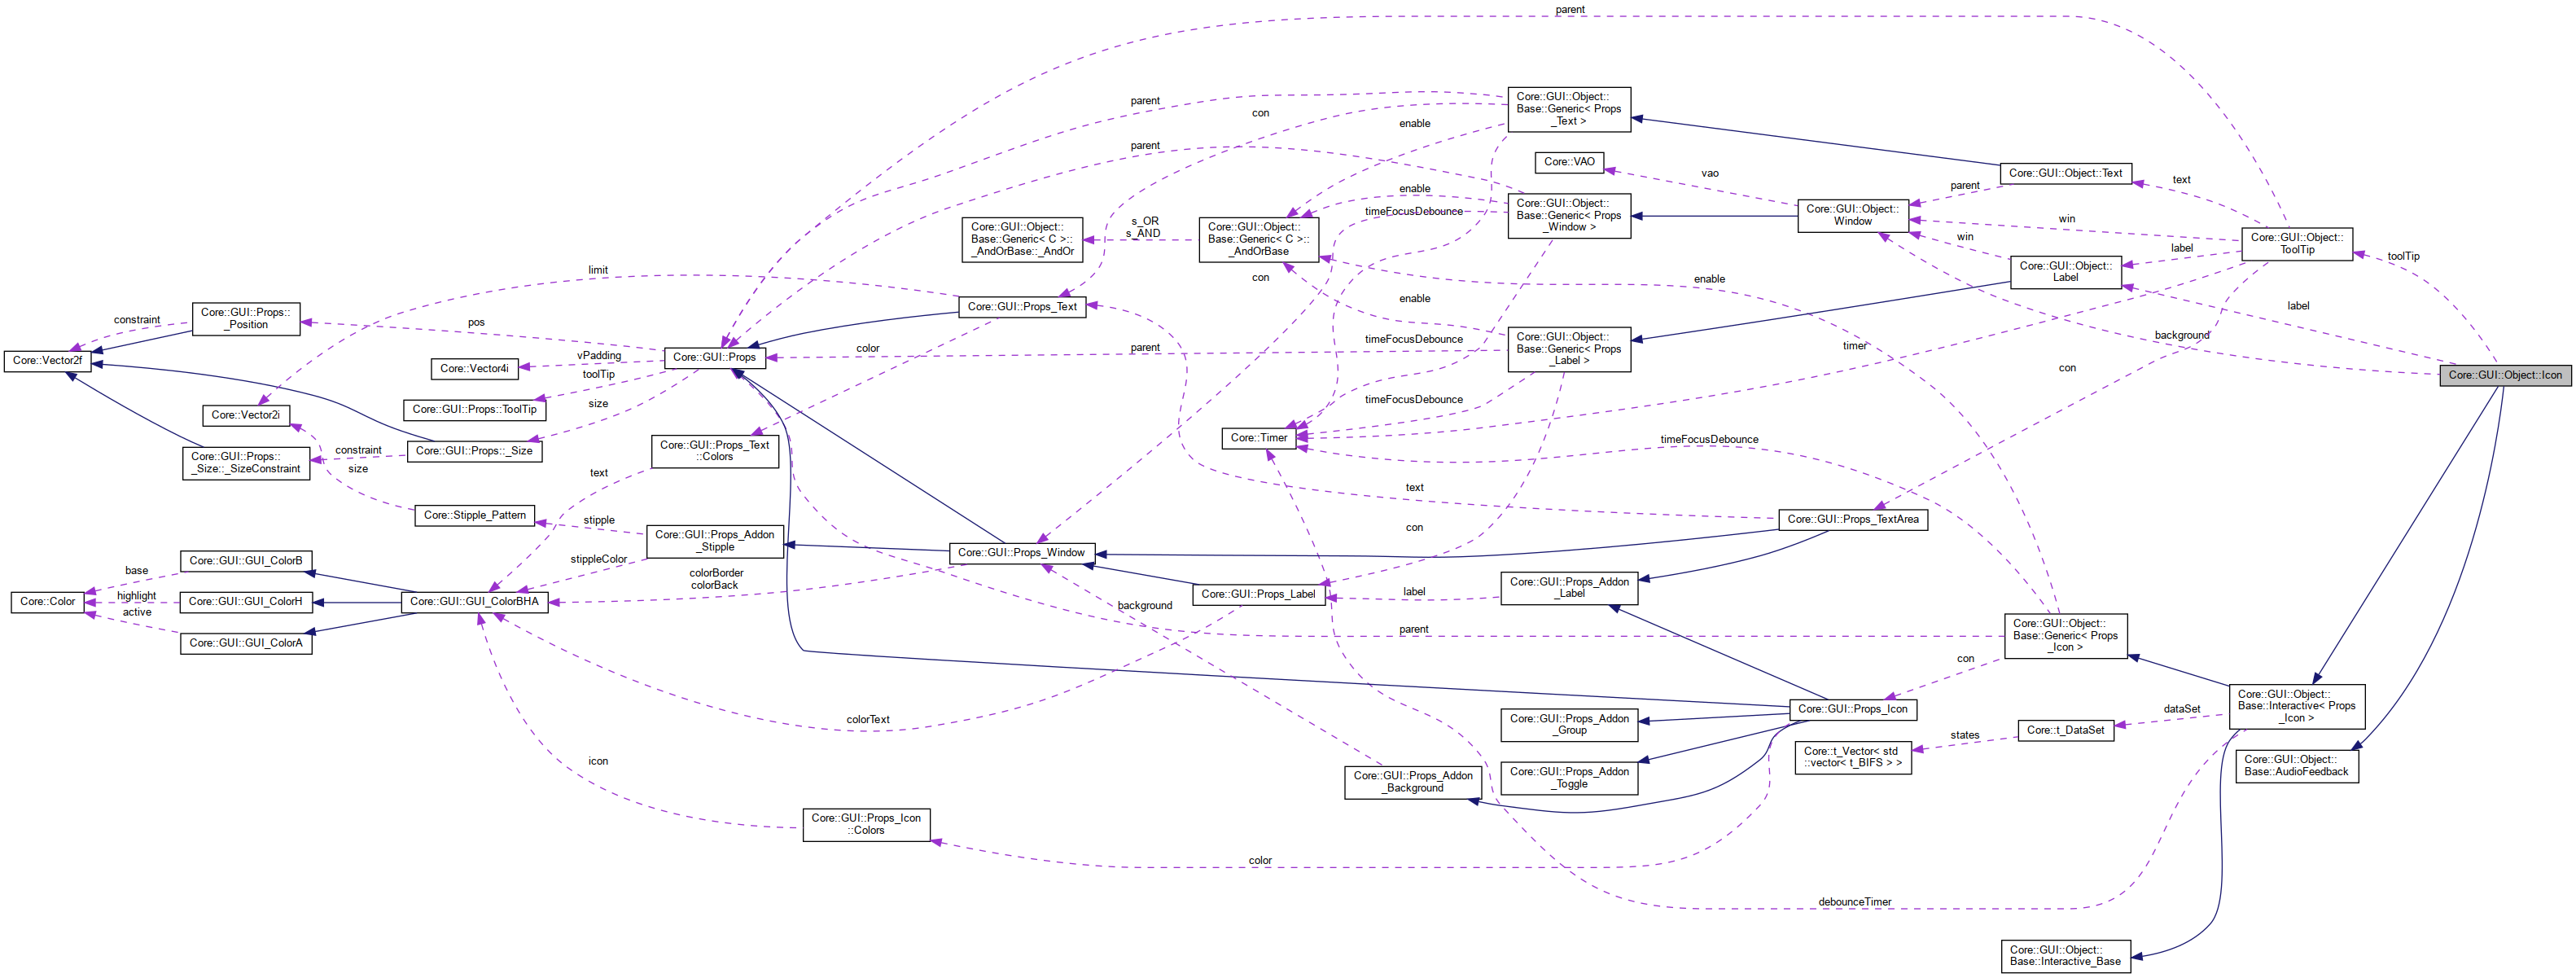 parent
parent
con
enable
parent
Core::GUI::Object::
Base::Generic< Props
_Text >
Core::VAO
vao
Core::GUI::Object::Text
parent
text
enable
timeFocusDebounce
Core::GUI::Object::
Base::Generic< Props
_Window >
Core::GUI::Object::
Window
win
win
label
Core::GUI::Object::
ToolTip
toolTip
Core::GUI::Object::
Base::Generic< C >::
_AndOrBase::_AndOr
s_OR
s_AND
Core::GUI::Object::
Base::Generic< C >::
_AndOrBase
limit
con
enable
enable
Core::GUI::Object::
Label
label
constraint
Core::GUI::Props::
_Position
pos
Core::GUI::Props_Text
color
Core::Vector2f
vPadding
Core::GUI::Props
parent
timeFocusDebounce
Core::GUI::Object::
Base::Generic< Props
_Label >
timer
background
con
Core::Vector4i
toolTip
Core::GUI::Object::Icon
Core::GUI::Props::ToolTip
size
timeFocusDebounce
Core::Vector2i
Core::GUI::Props::
_Size::_SizeConstraint
constraint
size
Core::GUI::Props::_Size
Core::GUI::Props_Text
::Colors
Core::Timer
timeFocusDebounce
text
text
Core::Stipple_Pattern
stipple
Core::GUI::Props_Addon
_Stipple
con
Core::GUI::Props_TextArea
stippleColor
Core::GUI::Props_Window
colorBorder
colorBack
Core::GUI::GUI_ColorB
base
Core::Color
highlight
Core::GUI::GUI_ColorH
active
Core::GUI::GUI_ColorA
Core::GUI::GUI_ColorBHA
background
Core::GUI::Props_Label
label
Core::GUI::Props_Addon
_Label
parent
Core::GUI::Object::
Base::Generic< Props
_Icon >
con
colorText
Core::GUI::Props_Addon
_Group
Core::GUI::Props_Icon
Core::GUI::Object::
Base::Interactive< Props
_Icon >
dataSet
Core::t_DataSet
states
Core::t_Vector< std
::vector< t_BIFS > >
icon
Core::GUI::Props_Addon
_Background
Core::GUI::Props_Addon
_Toggle
Core::GUI::Object::
Base::AudioFeedback
Core::GUI::Props_Icon
::Colors
color
debounceTimer
Core::GUI::Object::
Base::Interactive_Base